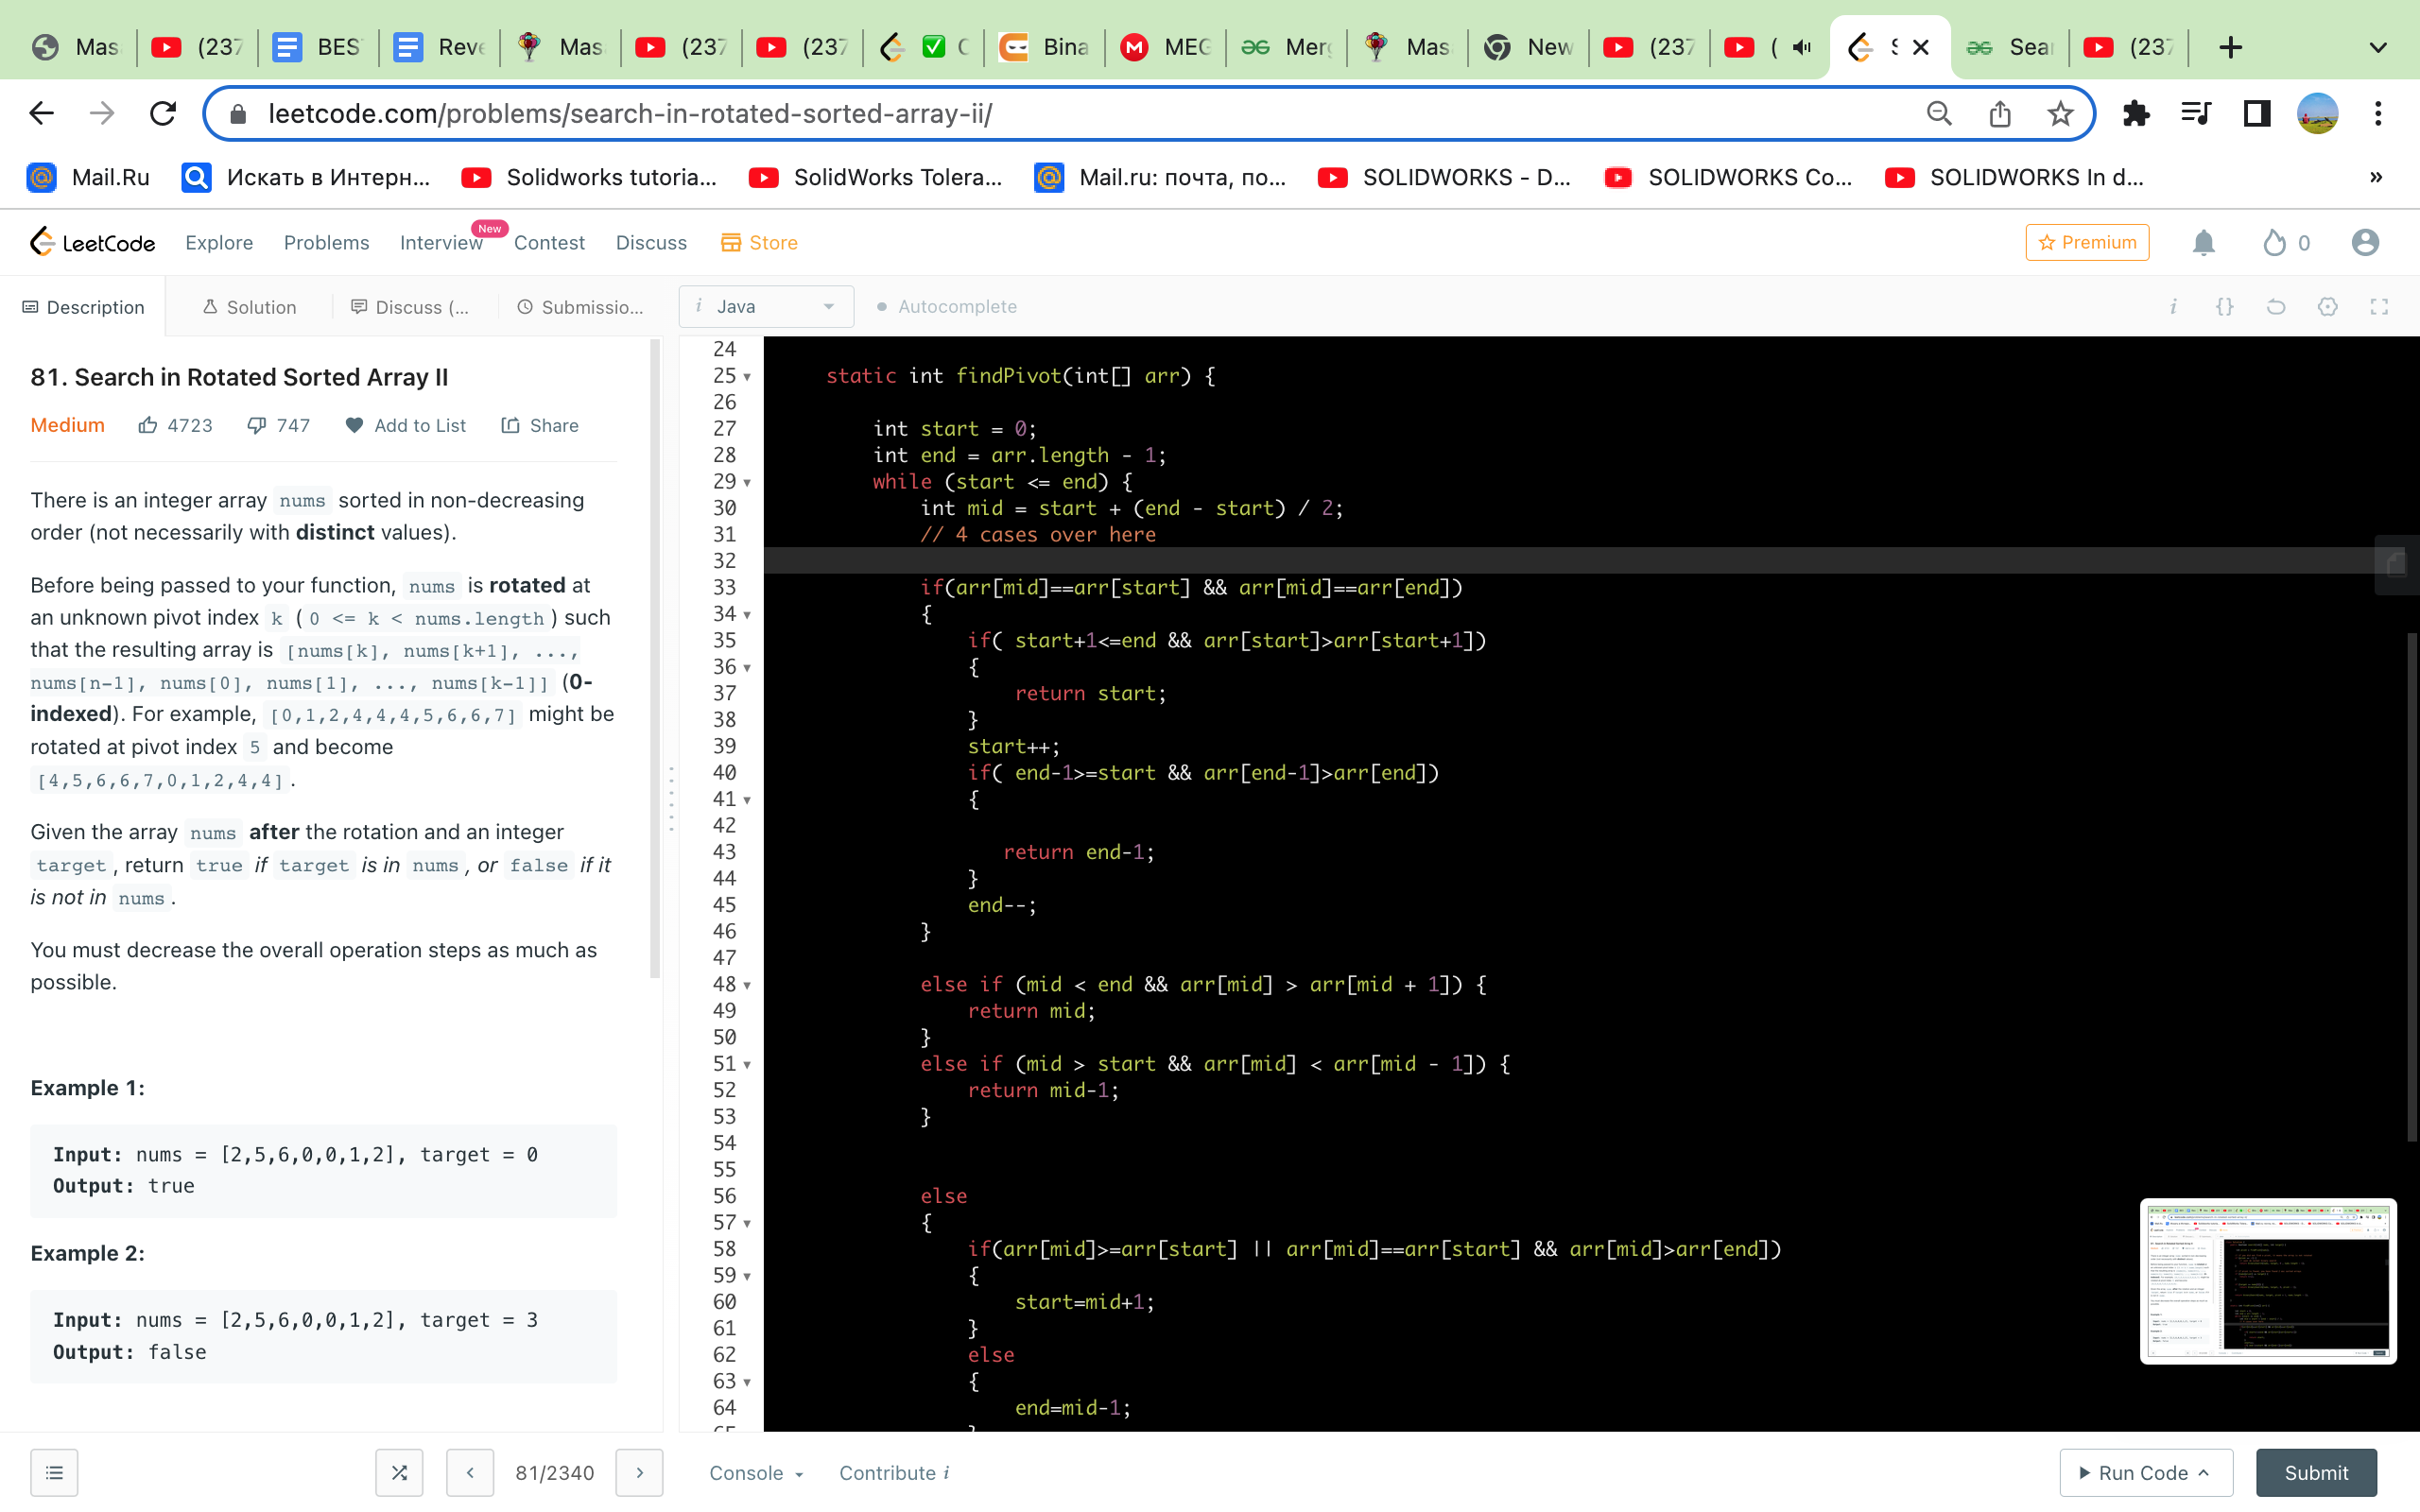 Mas
(237
BES
Reve
Mas
(237
(237
C
Bina
MEG
Merg
Mas
New
(237
(
S
Sear
(237
leetcode.com/problems/search-in-rotated-sorted-array-ii/
Mail.Ru
Искать в Интерн...
Solidworks tutoria...
SolidWorks Tolera...
Mail.ru: почта, по...
SOLIDWORKS - D...
SOLIDWORKS Co...
SOLIDWORKS In d...
»
LeetCode
Explore
Problems
Interview
New
Contest
Discuss
Store
Premium
0
Description
Solution
Discuss (...
Submissio...
i Java
Autocomplete
i {}
81. Search in Rotated Sorted Array II
Medium
4723
747
Add to List
Share
There is an integer array nums sorted in non-decreasing
order (not necessarily with distinct values).
Before being passed to your function, nums is rotated at
an unknown pivot index k ( 0 <= k < nums.length ) such
that the resulting array is [nums[k], nums[k+1], ...,
nums[n-1], nums[0], nums[1], ..., nums[k-1]] (0-
indexed). For example, [0,1,2,4,4,4,5,6,6,7] might be
rotated at pivot index 5 and become
[4,5,6,6,7,0,1,2,4,4].
Given the array nums after the rotation and an integer
target, return true if target is in nums, or false if it
is not in nums.
You must decrease the overall operation steps as much as
possible.
Example 1:
Input: nums = [2,5,6,0,0,1,2], target = 0
Output: true
Example 2:
Input: nums = [2,5,6,0,0,1,2], target = 3
Output: false
24
25 static int findPivot(int[] arr) {
26
27 int start = 0;
28 int end = arr.length - 1;
29 while (start <= end) {
30 int mid = start + (end - start) / 2;
31 // 4 cases over here
32
33 if(arr[mid]==arr[start] && arr[mid]==arr[end])
34 {
35 if( start+1<=end && arr[start]>arr[start+1])
36 {
37 return start;
38 }
39 start++;
40 if( end-1>=start && arr[end-1]>arr[end])
41 {
42
43 return end-1;
44 }
45 end--;
46 }
47
48 else if (mid < end && arr[mid] > arr[mid + 1]) {
49 return mid;
50 }
51 else if (mid > start && arr[mid] < arr[mid - 1]) {
52 return mid-1;
53 }
54
55
56 else
57 {
58 if(arr[mid]>=arr[start] || arr[mid]==arr[start] && arr[mid]>arr[end])
59 {
60 start=mid+1;
61 }
62 else
63 {
64 end=mid-1;
81/2340
Console
Contribute i
Run Code
Submit